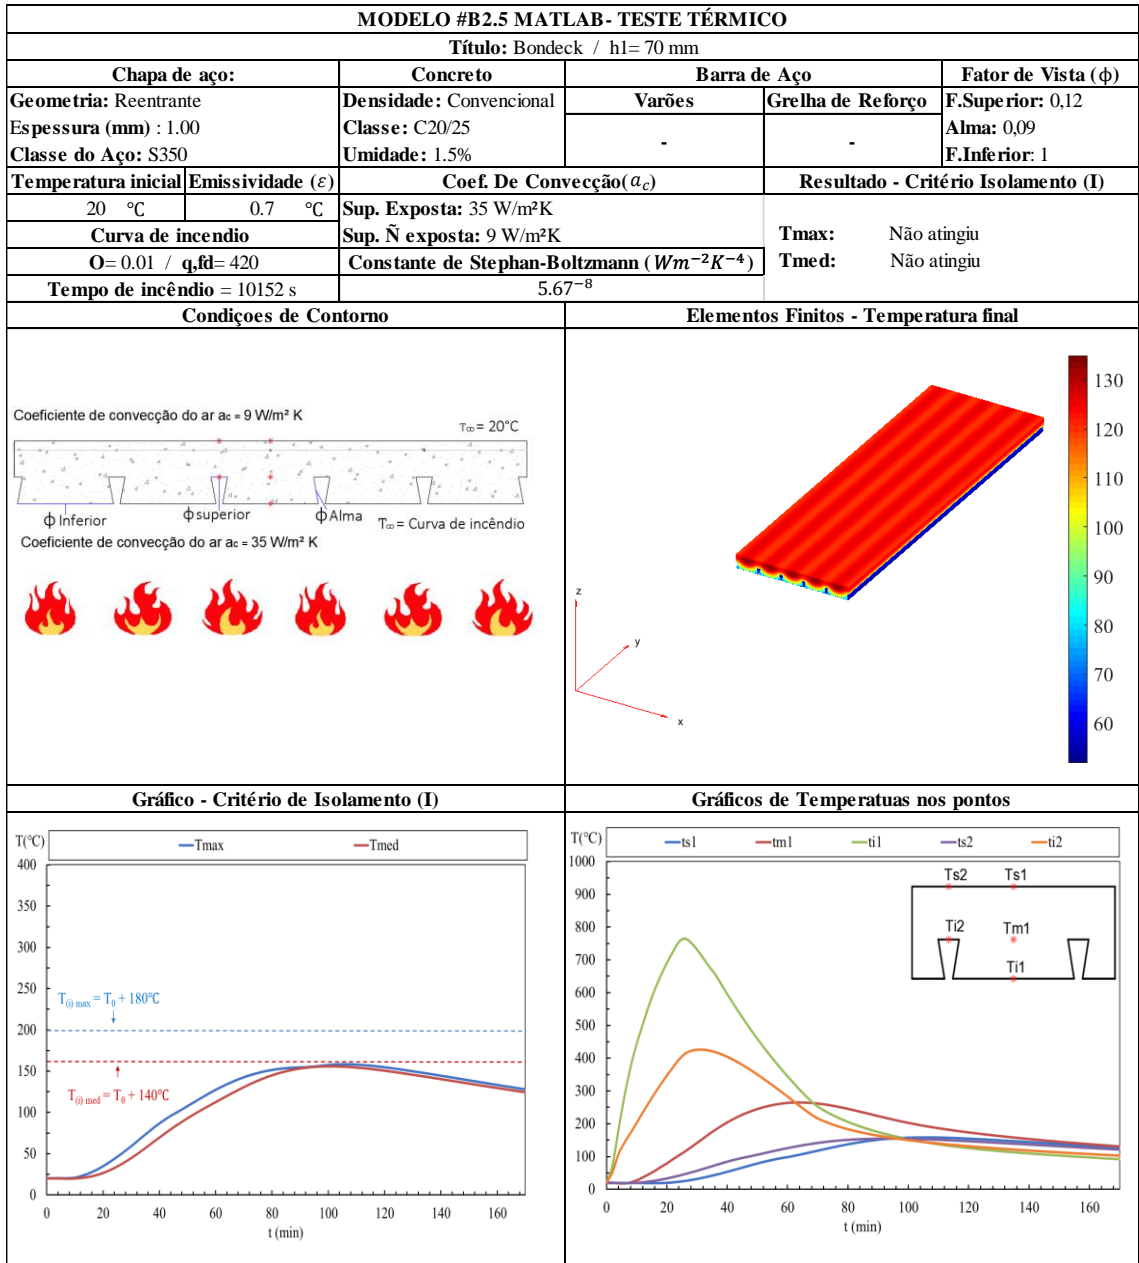 MODELO #B2.5 MATLAB- TESTE TÉRMICO
Título: Bondeck / h1= 70 mm
Chapa de aço: Concreto Barra de Aço Fator de Vista (ϕ)
Geometria: Reentrante Densidade: Convencional Varões Grelha de Reforço F.Superior: 0,12
Espessura (mm) : 1.00 Classe: C20/25 - - Alma: 0,09
Classe do Aço: S350 Umidade: 1.5% F.Inferior: 1
Temperatura inicial Emissividade (ε) Coef. De Convecção(a_c) Resultado - Critério Isolamento (I)
20 °C 0.7 °C Sup. Exposta: 35 W/m²K
Curva de incendio Sup. Ñ exposta: 9 W/m²K Tmax: Não atingiu
O= 0.01 / q,fd= 420 Constante de Stephan-Boltzmann (Wm⁻²K⁻⁴) Tmed: Não atingiu
Tempo de incêndio = 10152 s 5.67⁻⁸
Condiçoes de Contorno Elementos Finitos - Temperatura final
Coeficiente de convecção do ar ac = 9 W/m² K
T∞ = 20°C
ϕ Inferior ϕ superior ϕ Alma T∞ = Curva de incêndio
Coeficiente de convecção do ar ac = 35 W/m² K
z
y
x
130
120
110
100
90
80
70
60
Gráfico - Critério de Isolamento (I) Gráficos de Temperatuas nos pontos
T(°C) Tmax Tmed
400
350
300
250
200
150
100
50
0
T(i) max = T0 + 180°C
T(i) med = T0 + 140°C
0 20 40 60 80 100 120 140 160
t (min)
T(°C) ts1 tm1 ti1 ts2 ti2
1000
900
800
700
600
500
400
300
200
100
0
Ts2 Ts1
Ti2 Tm1
Ti1
0 20 40 60 80 100 120 140 160
t (min)